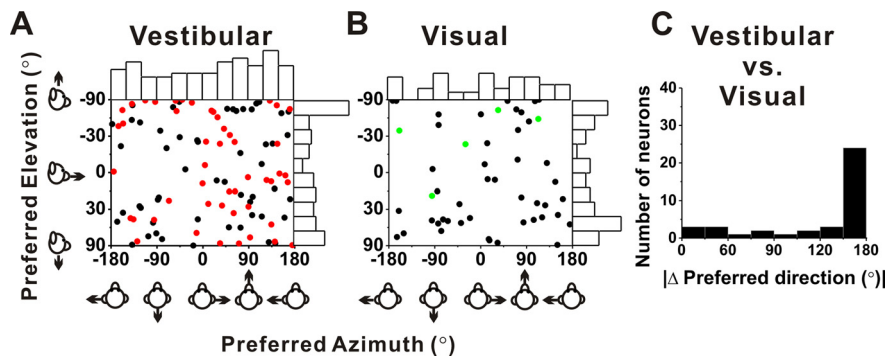 A
Vestibular
B
Visual
C
Vestibular
vs.
Visual
Preferred Elevation (°)
-90
-30
0
30
90
-180
-90
0
90
180
-90
-30
0
30
90
-180
-90
0
90
180
Preferred Azimuth (°)
Number of neurons
40
30
20
10
0
0
60
90
120
180
|Δ Preferred direction (°)|